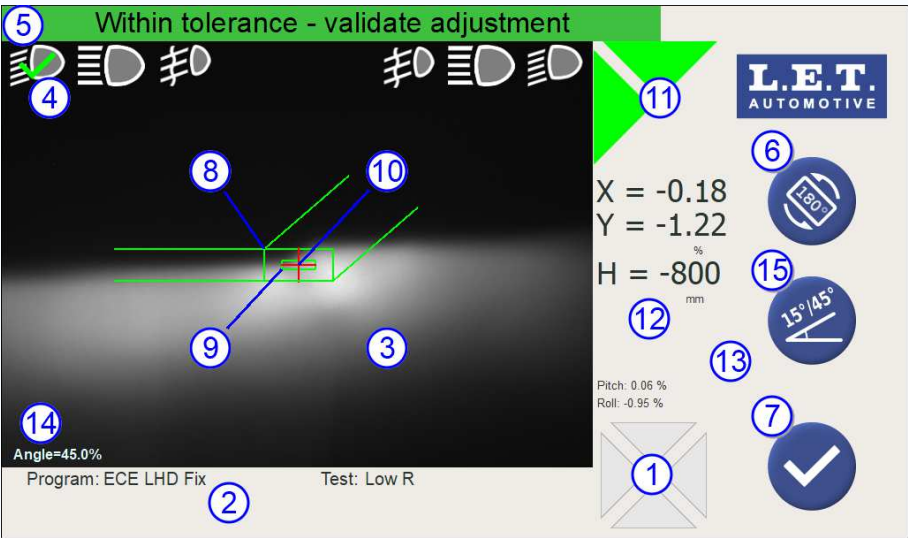 5
Within tolerance - validate adjustment
4
11
L.E.T.
AUTOMOTIVE
8
10
6
180°
X = -0.18
Y = -1.22
%
H = -800
mm
15
15°/45°
12
9
3
13
Pitch: 0.06 %
Roll: -0.95 %
14
Angle=45.0%
7
Program: ECE LHD Fix
Test: Low R
2
1